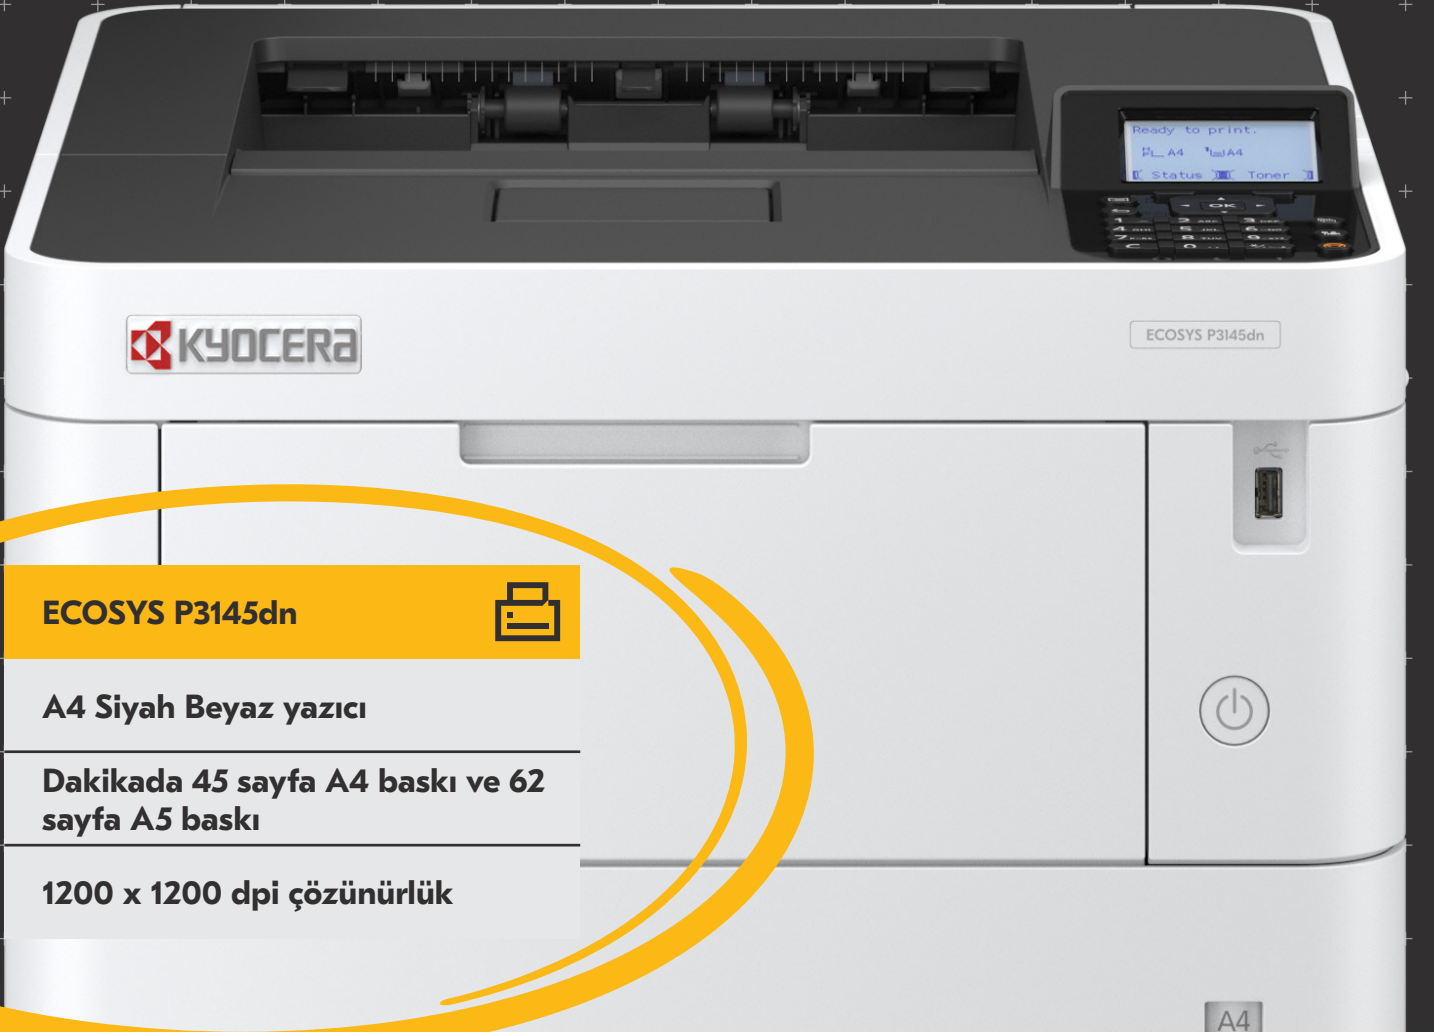 Ready to print.
A4 A4
Status Toner
OK
KYOCERA
ECOSYS P3145dn
ECOSYS P3145dn
A4 Siyah Beyaz yazıcı
Dakikada 45 sayfa A4 baskı ve 62
sayfa A5 baskı
1200 x 1200 dpi çözünürlük
A4